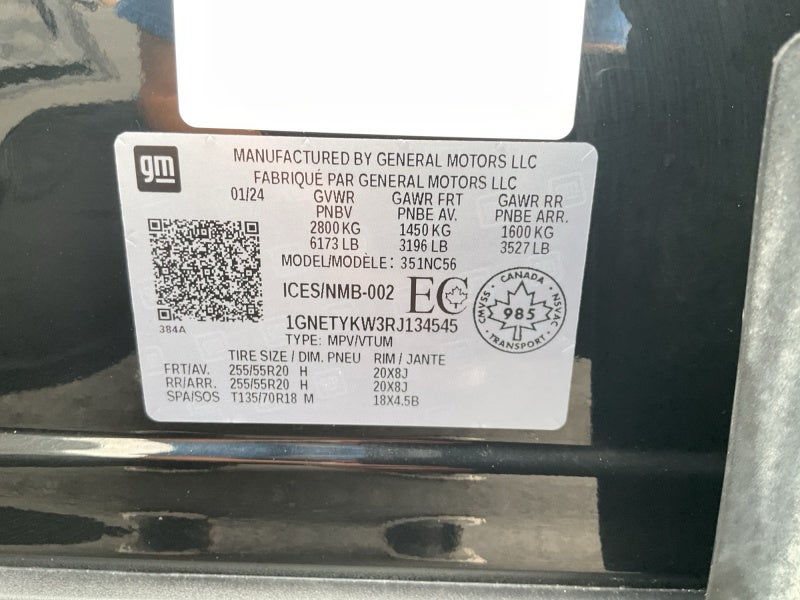 gm
MANUFACTURED BY GENERAL MOTORS LLC
FABRIQUÉ PAR GENERAL MOTORS LLC
01/24 GVWR GAWR FRT GAWR RR
PNBV PNBE AV. PNBE ARR.
2800 KG 1450 KG 1600 KG
6173 LB 3196 LB 3527 LB
MODEL/MODÈLE: 351NC56
ICES/NMB-002 EC
CANADA
CMVSS 985 NSVAC
TRANSPORT
384A
1GNETYKW3RJ134545
TYPE: MPV/VTUM
TIRE SIZE / DIM. PNEU RIM / JANTE
FRT/AV. 255/55R20 H 20X8J
RR/ARR. 255/55R20 H 20X8J
SPA/SOS T135/70R18 M 18X4.5B